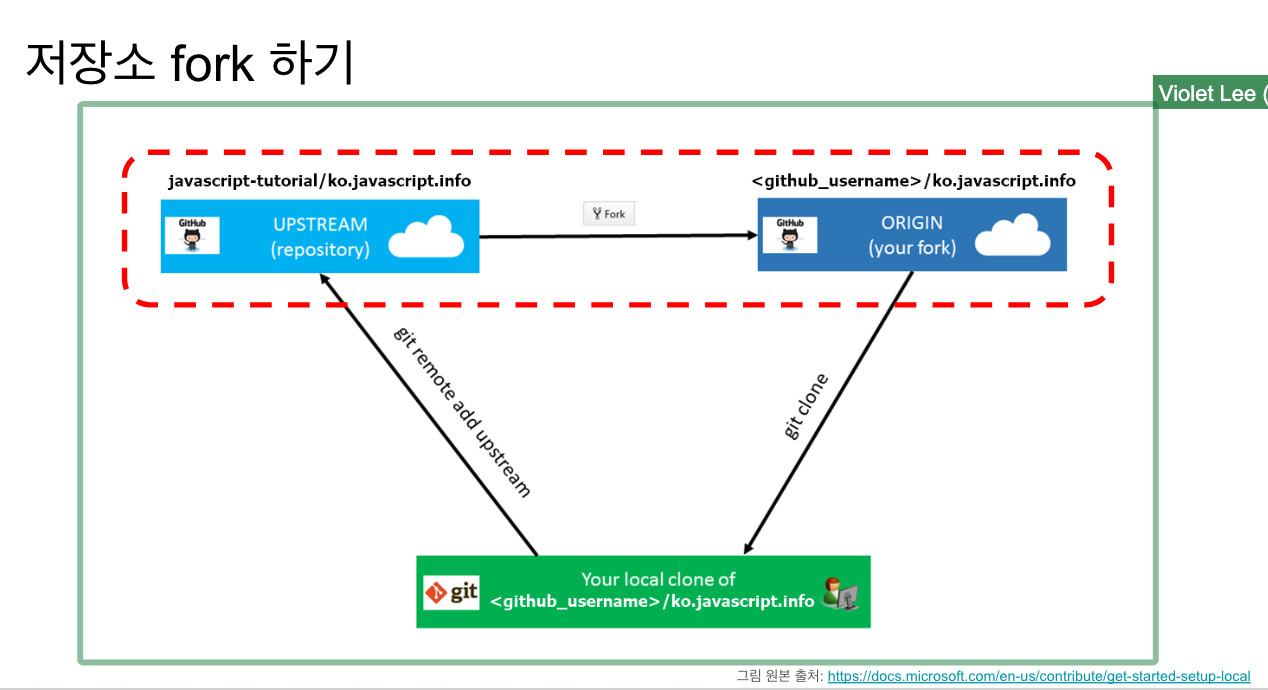 저장소 fork 하기
Violet Lee (
javascript-tutorial/ko.javascript.info
<github_username>/ko.javascript.info
GitHub
UPSTREAM
(repository)
Fork
GitHub
ORIGIN
(your fork)
git remote add upstream
git clone
git
Your local clone of
<github_username>/ko.javascript.info
그림 원본 출처: https://docs.microsoft.com/en-us/contribute/get-started-setup-local